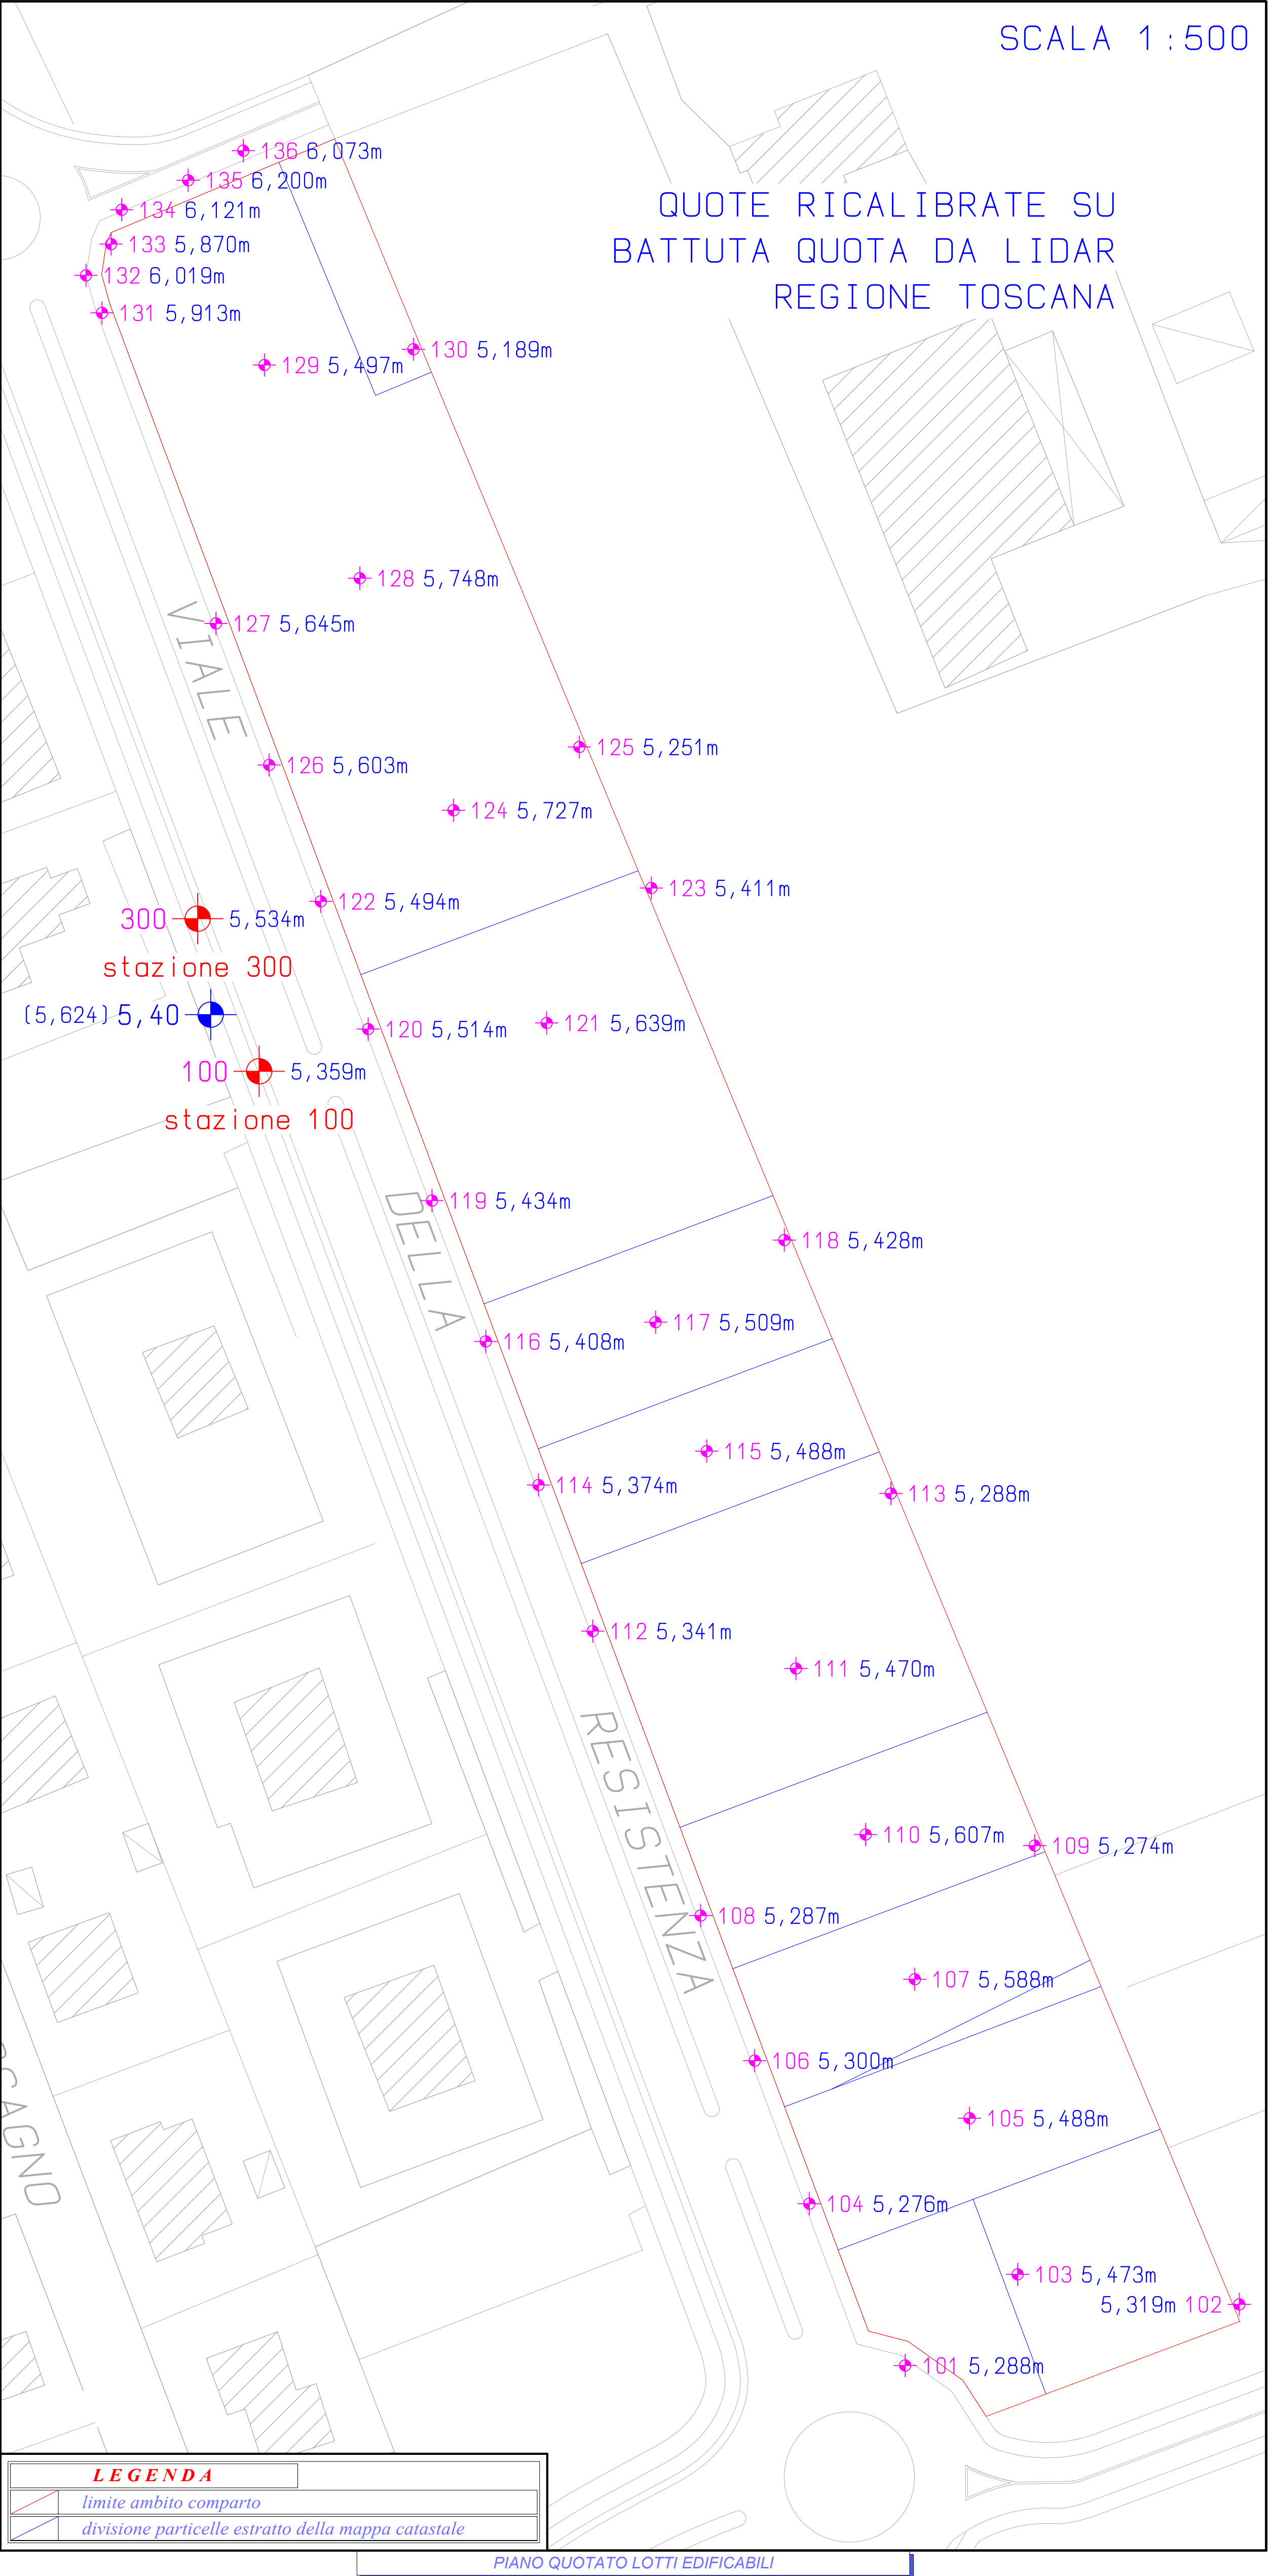 SCALA 1:500
136 6,073m
135 6,200m
134 6,121m
QUOTE RICALIBRATE SU
BATTUTA QUOTA DA LIDAR
REGIONE TOSCANA
133 5,870m
132 6,019m
131 5,913m
130 5,189m
129 5,497m
128 5,748m
127 5,645m
VIALE
125 5,251m
126 5,603m
124 5,727m
123 5,411m
122 5,494m
300 5,534m
stazione 300
(5,624) 5,40
121 5,639m
120 5,514m
100 5,359m
stazione 100
119 5,434m
DELLA
118 5,428m
117 5,509m
116 5,408m
115 5,488m
114 5,374m
113 5,288m
112 5,341m
111 5,470m
RESISTENZA
110 5,607m
109 5,274m
108 5,287m
107 5,588m
106 5,300m
105 5,488m
104 5,276m
103 5,473m
5,319m 102
101 5,288m
LEGENDA
limite ambito comparto
divisione particelle estratto della mappa catastale
PIANO QUOTATO LOTTI EDIFICABILI